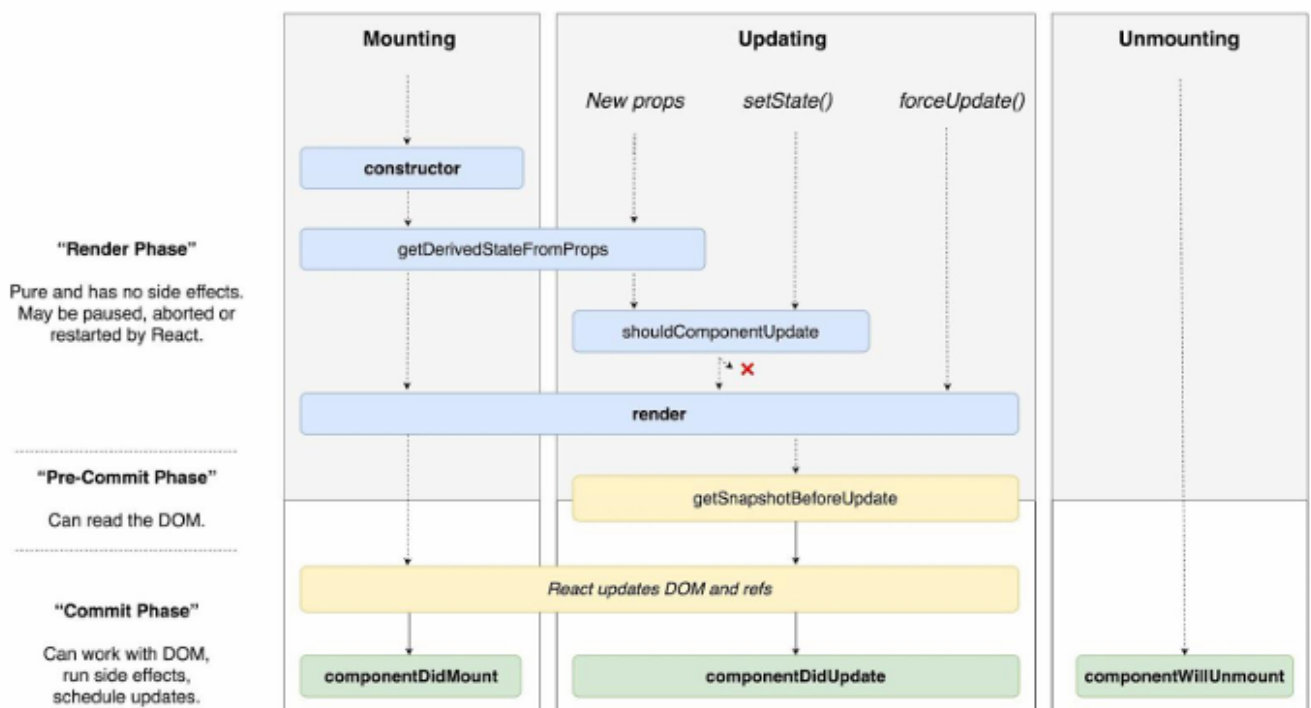 Mounting
Updating
Unmounting
New props
setState()
forceUpdate()
constructor
"Render Phase"
getDerivedStateFromProps
Pure and has no side effects.
May be paused, aborted or
restarted by React.
shouldComponentUpdate
render
"Pre-Commit Phase"
getSnapshotBeforeUpdate
Can read the DOM.
React updates DOM and refs
"Commit Phase"
Can work with DOM,
run side effects,
schedule updates.
componentDidMount
componentDidUpdate
componentWillUnmount